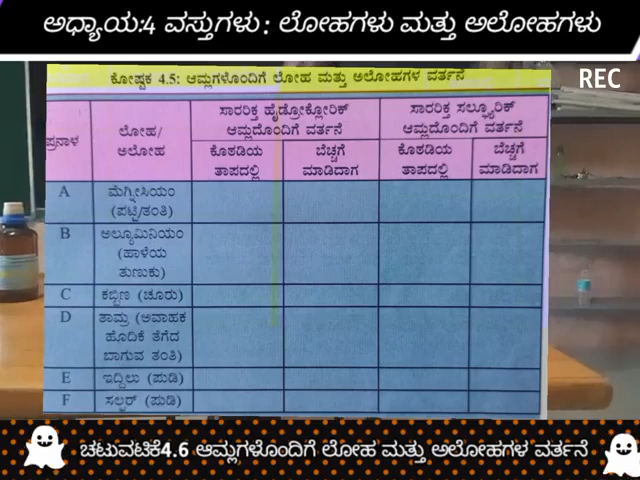 ಅಧ್ಯಾಯ:4 ವಸ್ತುಗಳು : ಲೋಹಗಳು ಮತ್ತು ಅಲೋಹಗಳು
REC
ಕೋಷ್ಟಕ 4.5: ಆಮ್ಲಗಳೊಂದಿಗೆ ಲೋಹ ಮತ್ತು ಅಲೋಹಗಳ ವರ್ತನೆ
ಪ್ರನಾಳ
ಲೋಹ/
ಅಲೋಹ
ಸಾರರಿಕ್ತ ಹೈಡ್ರೋಕ್ಲೋರಿಕ್
ಆಮ್ಲದೊಂದಿಗೆ ವರ್ತನೆ
ಸಾರರಿಕ್ತ ಸಲ್ಫ್ಯೂರಿಕ್
ಆಮ್ಲದೊಂದಿಗೆ ವರ್ತನೆ
ಕೊಠಡಿಯ
ತಾಪದಲ್ಲಿ
ಬೆಚ್ಚಗೆ
ಮಾಡಿದಾಗ
ಕೊಠಡಿಯ
ತಾಪದಲ್ಲಿ
ಬೆಚ್ಚಗೆ
ಮಾಡಿದಾಗ
A ಮೆಗ್ನೀಸಿಯಂ
(ಪಟ್ಟಿ/ತಂತಿ)
B ಅಲ್ಯೂಮಿನಿಯಂ
(ಹಾಳೆಯ
ತುಣುಕು)
C ಕಬ್ಬಿಣ (ಚೂರು)
D ತಾಮ್ರ (ಅವಾಹಕ
ಹೊದಿಕೆ ತೆಗೆದ
ಬಾಗುವ ತಂತಿ)
E ಇದ್ದಿಲು (ಪುಡಿ)
F ಸಲ್ಫರ್ (ಪುಡಿ)
ಚಟುವಟಿಕೆ4.6 ಆಮ್ಲಗಳೊಂದಿಗೆ ಲೋಹ ಮತ್ತು ಅಲೋಹಗಳ ವರ್ತನೆ